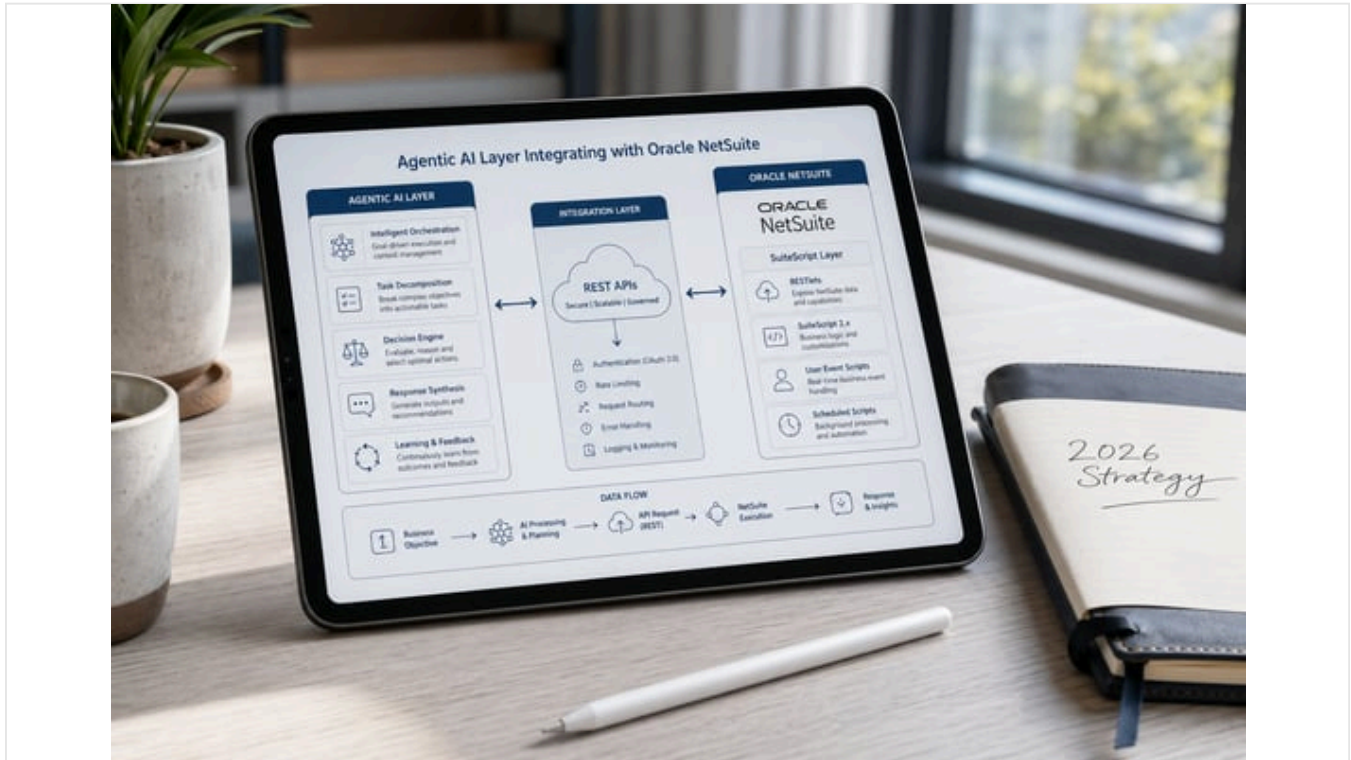 Agentic AI Layer Integrating with Oracle NetSuite
AGENTIC AI LAYER
Intelligent Orchestration
Goal-driven execution and
context management
Task Decomposition
Break complex objectives
into actionable tasks
Decision Engine
Evaluate, reason and
select optimal actions
Response Synthesis
Generate outputs and
recommendations
Learning & Feedback
Continuously learn from
outcomes and feedback
INTEGRATION LAYER
REST APIs
Secure | Scalable | Governed
Authentication (OAuth 2.0)
Rate Limiting
Request Routing
Error Handling
Logging & Monitoring
ORACLE NETSUITE
ORACLE
NetSuite
SuiteScript Layer
RESTlets
Expose NetSuite data
and capabilities
SuiteScript 2.x
Business logic and
customizations
User Event Scripts
Real-time business event
handling
Scheduled Scripts
Background processing
and automation
DATA FLOW
Business
Objective
AI Processing
& Planning
API Request
(REST)
NetSuite
Execution
Response
& Insights
2026
Strategy